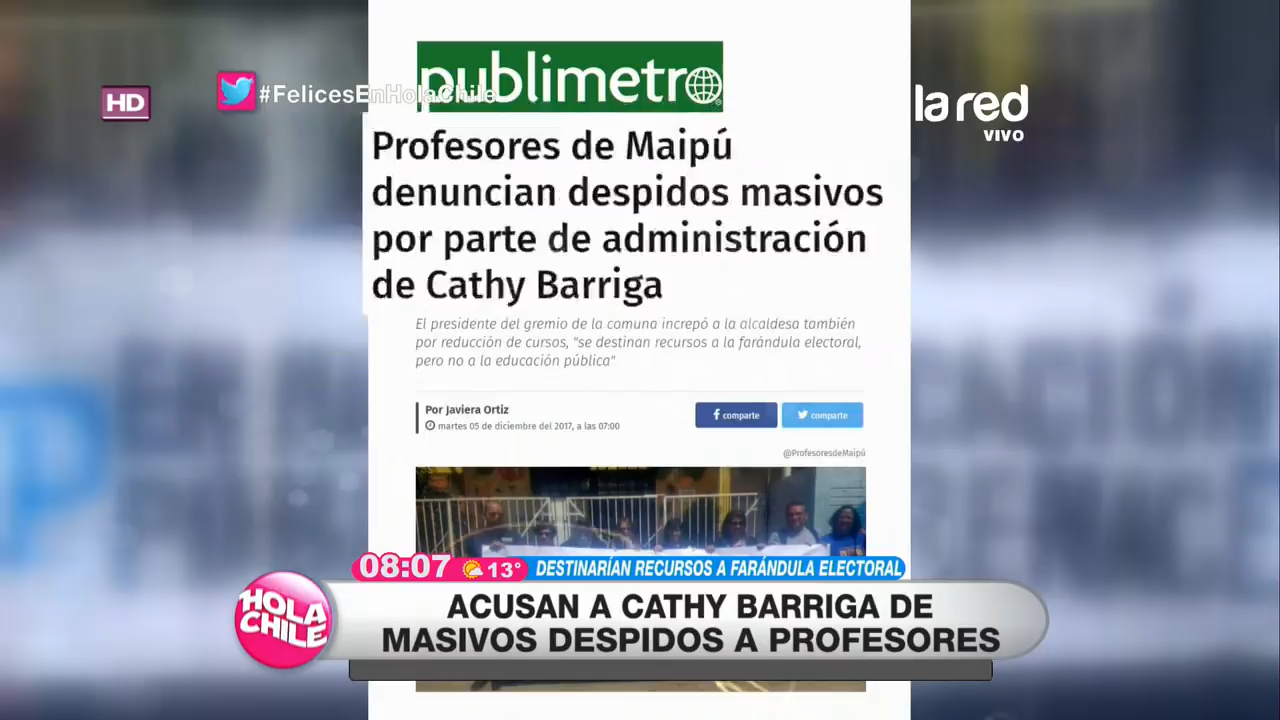 publimetro
HD
#FelicesEnHolaChile
la red
VIVO
Profesores de Maipú
denuncian despidos masivos
por parte de administración
de Cathy Barriga
El presidente del gremio de la comuna increpó a la alcaldesa también
por reducción de cursos, "se destinan recursos a la farándula electoral,
pero no a la educación pública"
Por Javiera Ortiz
martes 05 de diciembre del 2017, a las 07:00
comparte
comparte
@ProfesoresdeMaipú
08:07
13°
DESTINARÍAN RECURSOS A FARÁNDULA ELECTORAL
HOLA
CHILE
ACUSAN A CATHY BARRIGA DE
MASIVOS DESPIDOS A PROFESORES